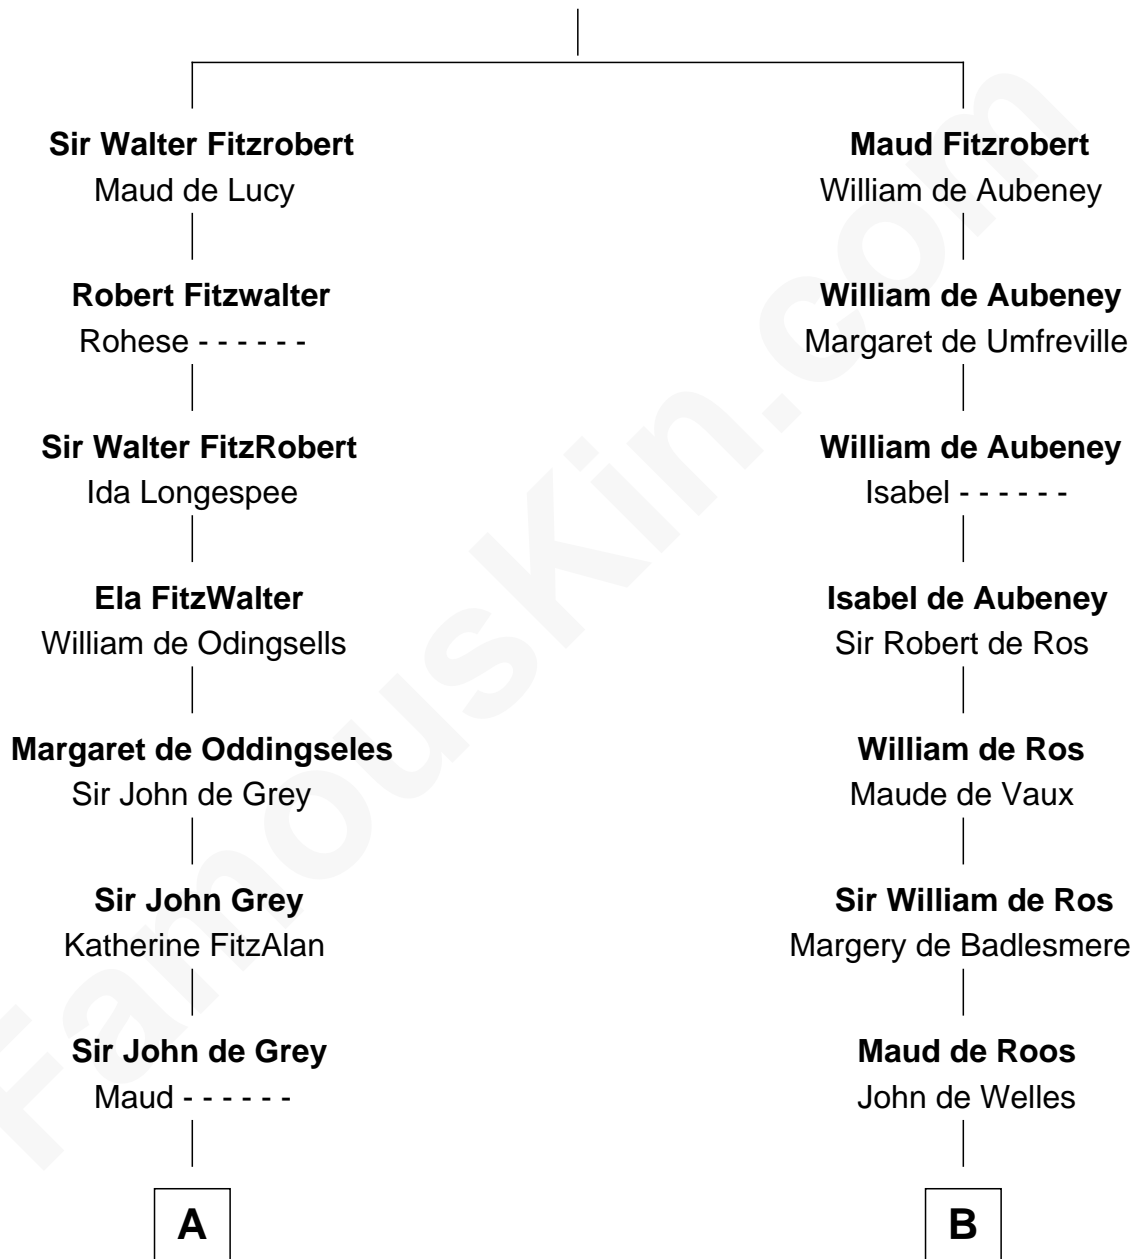 Sir Walter Fitzrobert
Maud de Lucy
Robert Fitzwalter
Rohese - - - - - -
Sir Walter FitzRobert
Ida Longespee
Ela FitzWalter
William de Odingsells
Margaret de Oddingseles
Sir John de Grey
Sir John Grey
Katherine FitzAlan
Sir John de Grey
Maud - - - - - -
A
Maud Fitzrobert
William de Aubeney
William de Aubeney
Margaret de Umfreville
William de Aubeney
Isabel - - - - - -
Isabel de Aubeney
Sir Robert de Ros
William de Ros
Maude de Vaux
Sir William de Ros
Margery de Badlesmere
Maud de Roos
John de Welles
B
FamousKin.com